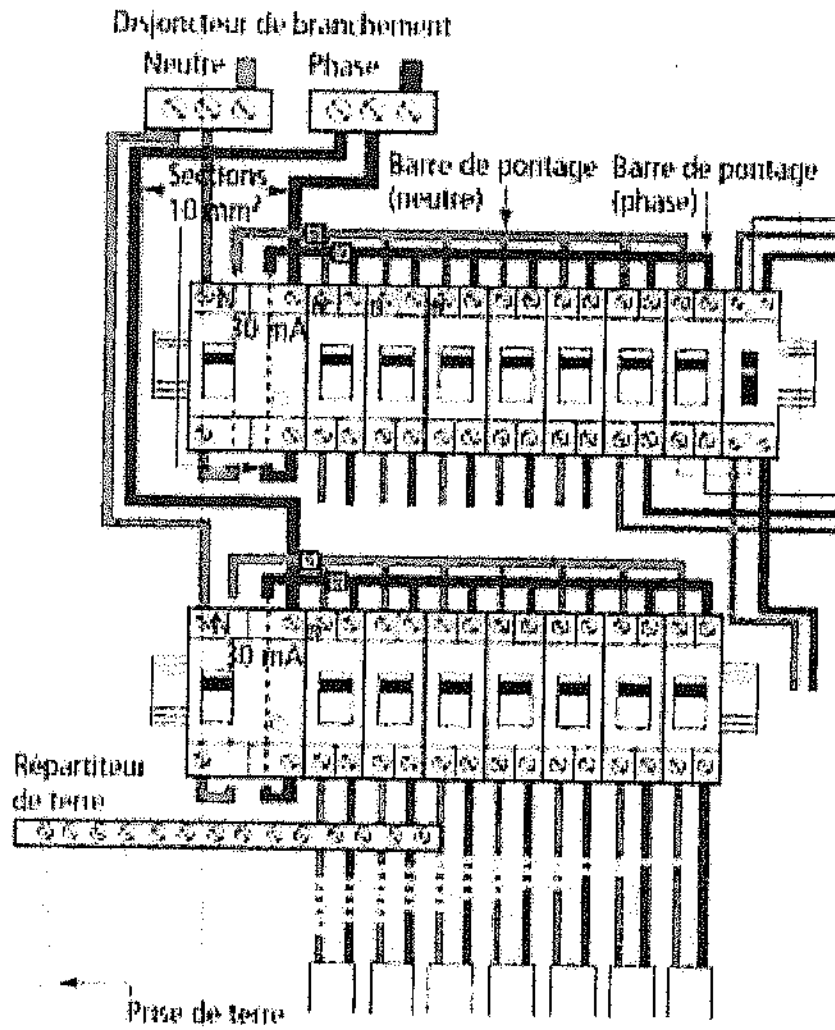 Disjoncteur de branchement
Neutre
Phase
Sections
10 mm²
Barre de pontage
(neutre)
Barre de pontage
(phase)
N
30 mA
N
30 mA
Répartiteur
de terre
Prise de terre